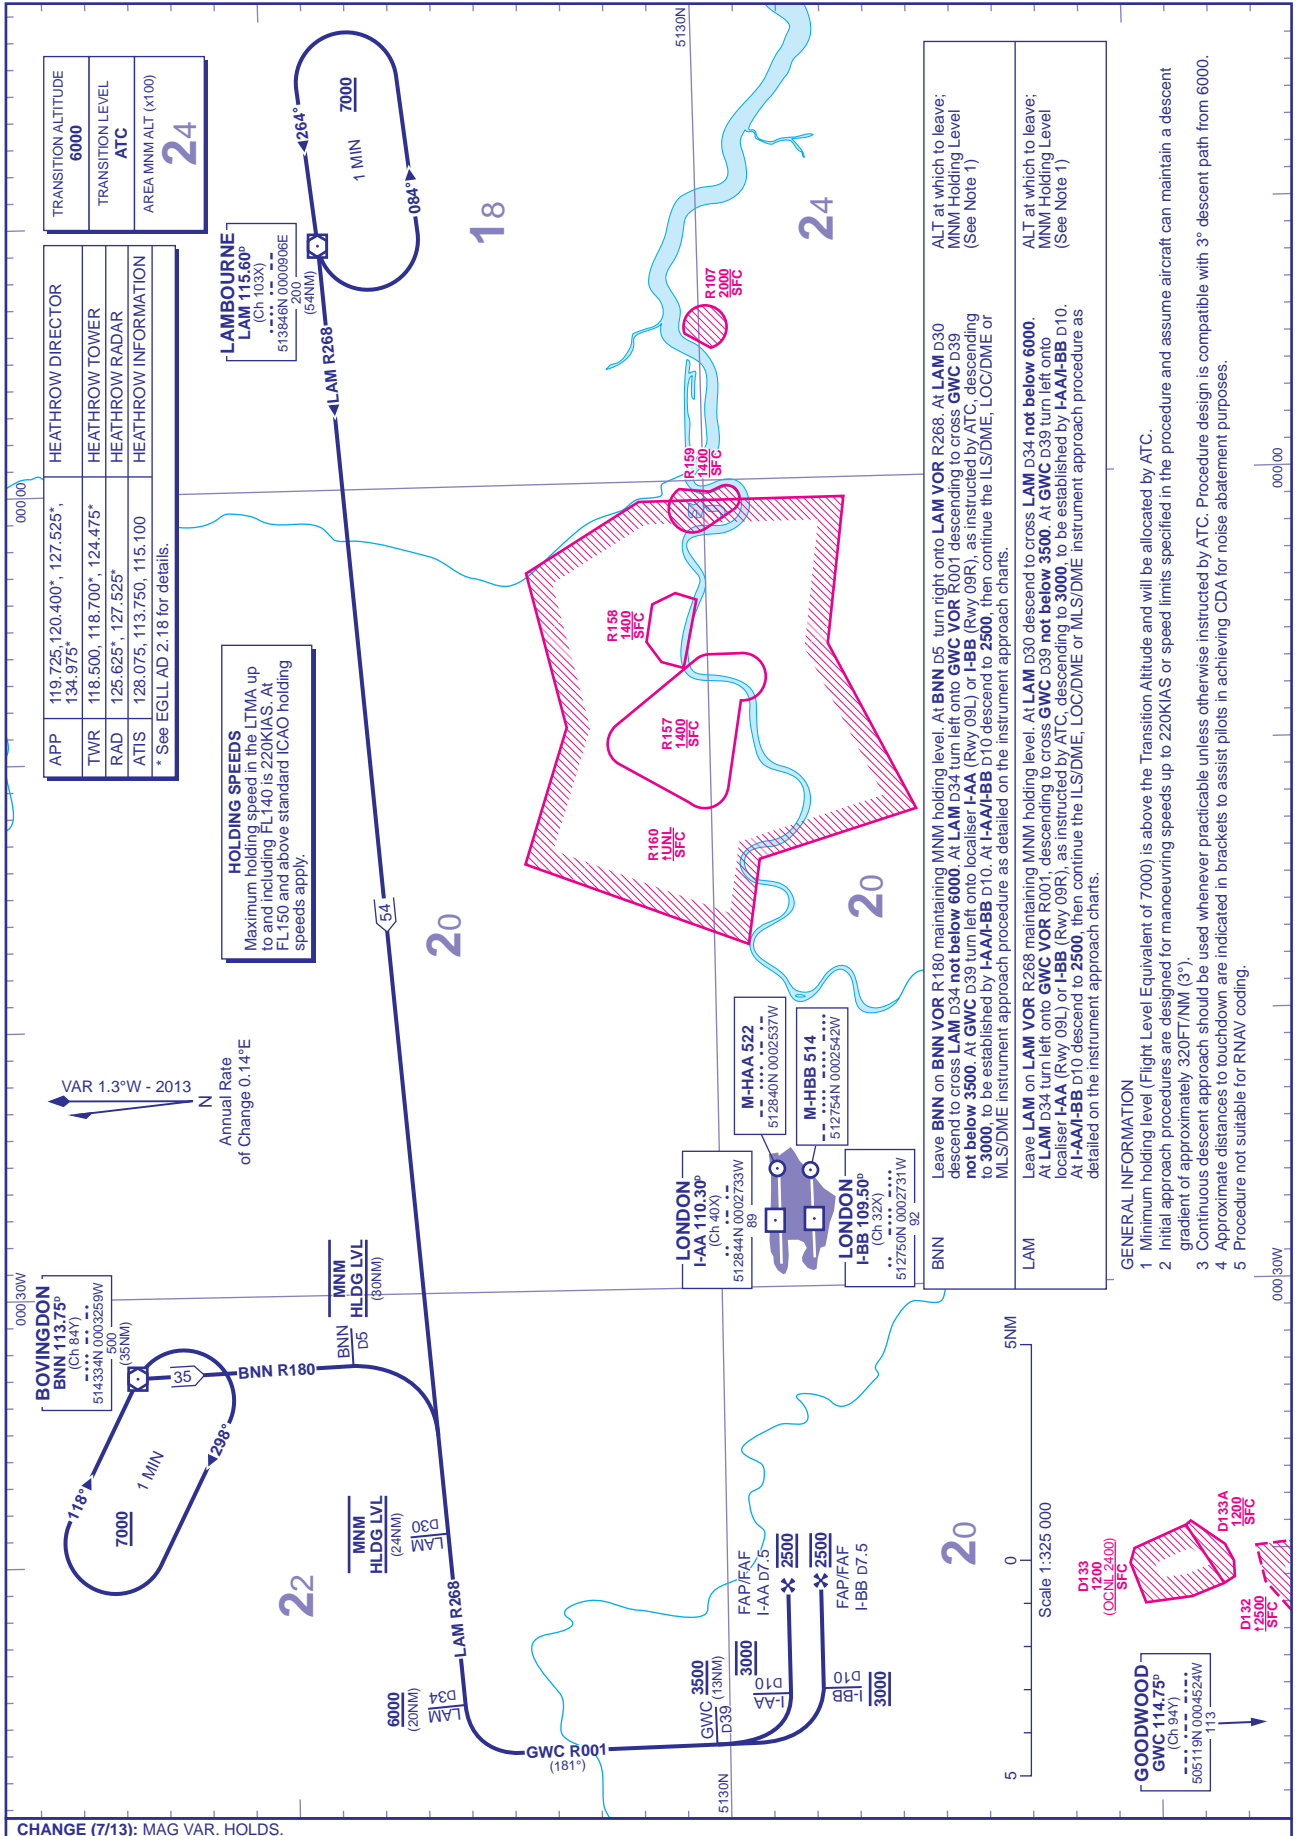 TRANSITION ALTITUDE
6000
TRANSITION LEVEL
ATC
AREA MNM ALT (x100)
24
APP 119.725,120.400*, 127.525*, 134.975* HEATHROW DIRECTOR
TWR 118.500, 118.700*, 124.475* HEATHROW TOWER
RAD 125.625*, 127.525* HEATHROW RADAR
ATIS 128.075, 113.750, 115.100 HEATHROW INFORMATION
* See EGLL AD 2.18 for details.
HOLDING SPEEDS
Maximum holding speed in the LTMA up
to and including FL140 is 220KIAS. At
FL150 and above standard ICAO holding
speeds apply.
VAR 1.3°W - 2013
N
Annual Rate
of Change 0.14°E
LAMBOURNE
LAM 115.60ᴰ
(Ch 103X)
513846N 0000906E
200
(54NM)
264°
1 MIN
7000
084°
LAM R268
54
18
24
20
20
22
20
BOVINGDON
BNN 113.75ᴰ
(Ch 84Y)
514334N 0003259W
500
(35NM)
118°
1 MIN
298°
7000
35
BNN R180
BNN
D5
MNM
HLDG LVL
(30NM)
MNM
HLDG LVL
(24NM)
LAM
D30
LAM R268
6000
(20NM)
LAM
D34
GWC R001
(181°)
GWC
D39
3500
(13NM)
3000
I-AA
D10
I-BB
D10
3000
FAP/FAF
I-AA D7.5
2500
2500
FAP/FAF
I-BB D7.5
LONDON
I-AA 110.30ᴰ
(Ch 40X)
512844N 0002733W
89
M-HAA 522
512840N 0002537W
M-HBB 514
512754N 0002542W
LONDON
I-BB 109.50ᴰ
(Ch 32X)
512750N 0002731W
92
R107
2000
SFC
R159
1400
SFC
R158
1400
SFC
R157
1400
SFC
R160
↑UNL
SFC
000 00
000 30W
5130N
5130N
000 00
000 30W
BNN
Leave BNN on BNN VOR R180 maintaining MNM holding level. At BNN D5 turn right onto LAM VOR R268. At LAM D30
descend to cross LAM D34 not below 6000. At LAM D34 turn left onto GWC VOR R001 descending to cross GWC D39
not below 3500. At GWC D39 turn left onto localiser I-AA (Rwy 09L) or I-BB (Rwy 09R), as instructed by ATC, descending
to 3000, to be established by I-AA/I-BB D10. At I-AA/I-BB D10 descend to 2500, then continue the ILS/DME, LOC/DME or
MLS/DME instrument approach procedure as detailed on the instrument approach charts.
ALT at which to leave;
MNM Holding Level
(See Note 1)
LAM
Leave LAM on LAM VOR R268 maintaining MNM holding level. At LAM D30 descend to cross LAM D34 not below 6000.
At LAM D34 turn left onto GWC VOR R001, descending to cross GWC D39 not below 3500. At GWC D39 turn left onto
localiser I-AA (Rwy 09L) or I-BB (Rwy 09R), as instructed by ATC, descending to 3000, to be established by I-AA/I-BB D10.
At I-AA/I-BB D10 descend to 2500, then continue the ILS/DME, LOC/DME or MLS/DME instrument approach procedure as
detailed on the instrument approach charts.
ALT at which to leave;
MNM Holding Level
(See Note 1)
GENERAL INFORMATION
1 Minimum holding level (Flight Level Equivalent of 7000) is above the Transition Altitude and will be allocated by ATC.
2 Initial approach procedures are designed for manoeuvring speeds up to 220KIAS or speed limits specified in the procedure and assume aircraft can maintain a descent
gradient of approximately 320FT/NM (3°).
3 Continuous descent approach should be used whenever practicable unless otherwise instructed by ATC. Procedure design is compatible with 3° descent path from 6000.
4 Approximate distances to touchdown are indicated in brackets to assist pilots in achieving CDA for noise abatement purposes.
5 Procedure not suitable for RNAV coding.
5 0 5NM
Scale 1:325 000
D133
1200
(OCNL 2400)
SFC
D133A
1200
SFC
D132
↑2500
SFC
GOODWOOD
GWC 114.75ᴰ
(Ch 94Y)
505119N 0004524W
113
CHANGE (7/13): MAG VAR. HOLDS.